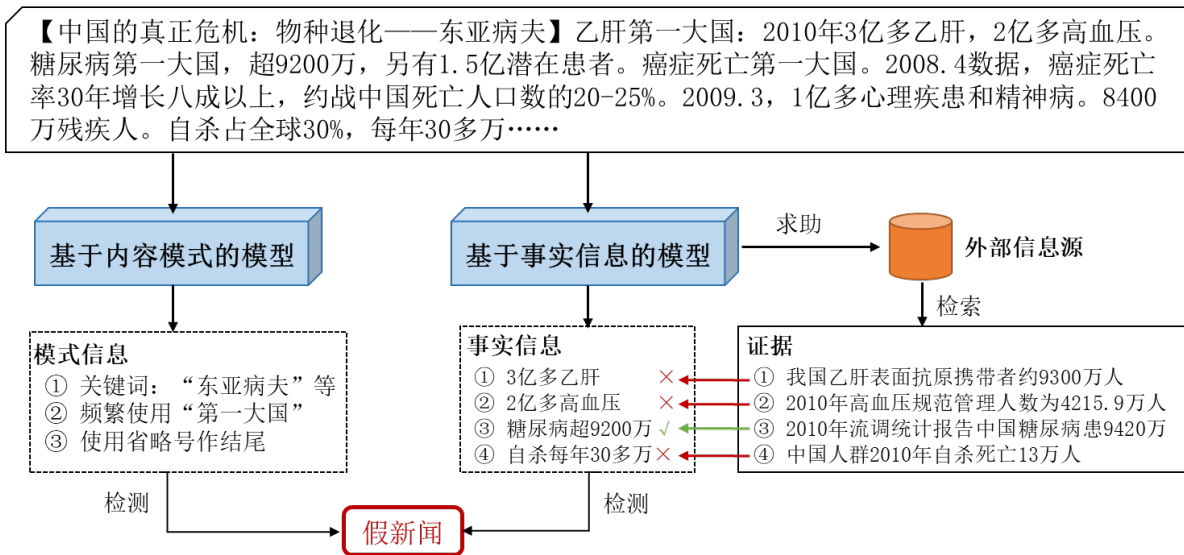 【中国的真正危机：物种退化——东亚病夫】乙肝第一大国：2010年3亿多乙肝，2亿多高血压。
糖尿病第一大国，超9200万，另有1.5亿潜在患者。癌症死亡第一大国。2008.4数据，癌症死亡
率30年增长八成以上，约战中国死亡人口数的20-25%。2009.3，1亿多心理疾患和精神病。8400
万残疾人。自杀占全球30%，每年30多万……
基于内容模式的模型
基于事实信息的模型
求助
外部信息源
检索
模式信息
① 关键词：“东亚病夫”等
② 频繁使用“第一大国”
③ 使用省略号作结尾
事实信息
① 3亿多乙肝 ×
② 2亿多高血压 ×
③ 糖尿病超9200万 √
④ 自杀每年30多万 ×
证据
① 我国乙肝表面抗原携带者约9300万人
② 2010年高血压规范管理人数为4215.9万人
③ 2010年流调统计报告中国糖尿病患9420万
④ 中国人群2010年自杀死亡13万人
检测
检测
假新闻